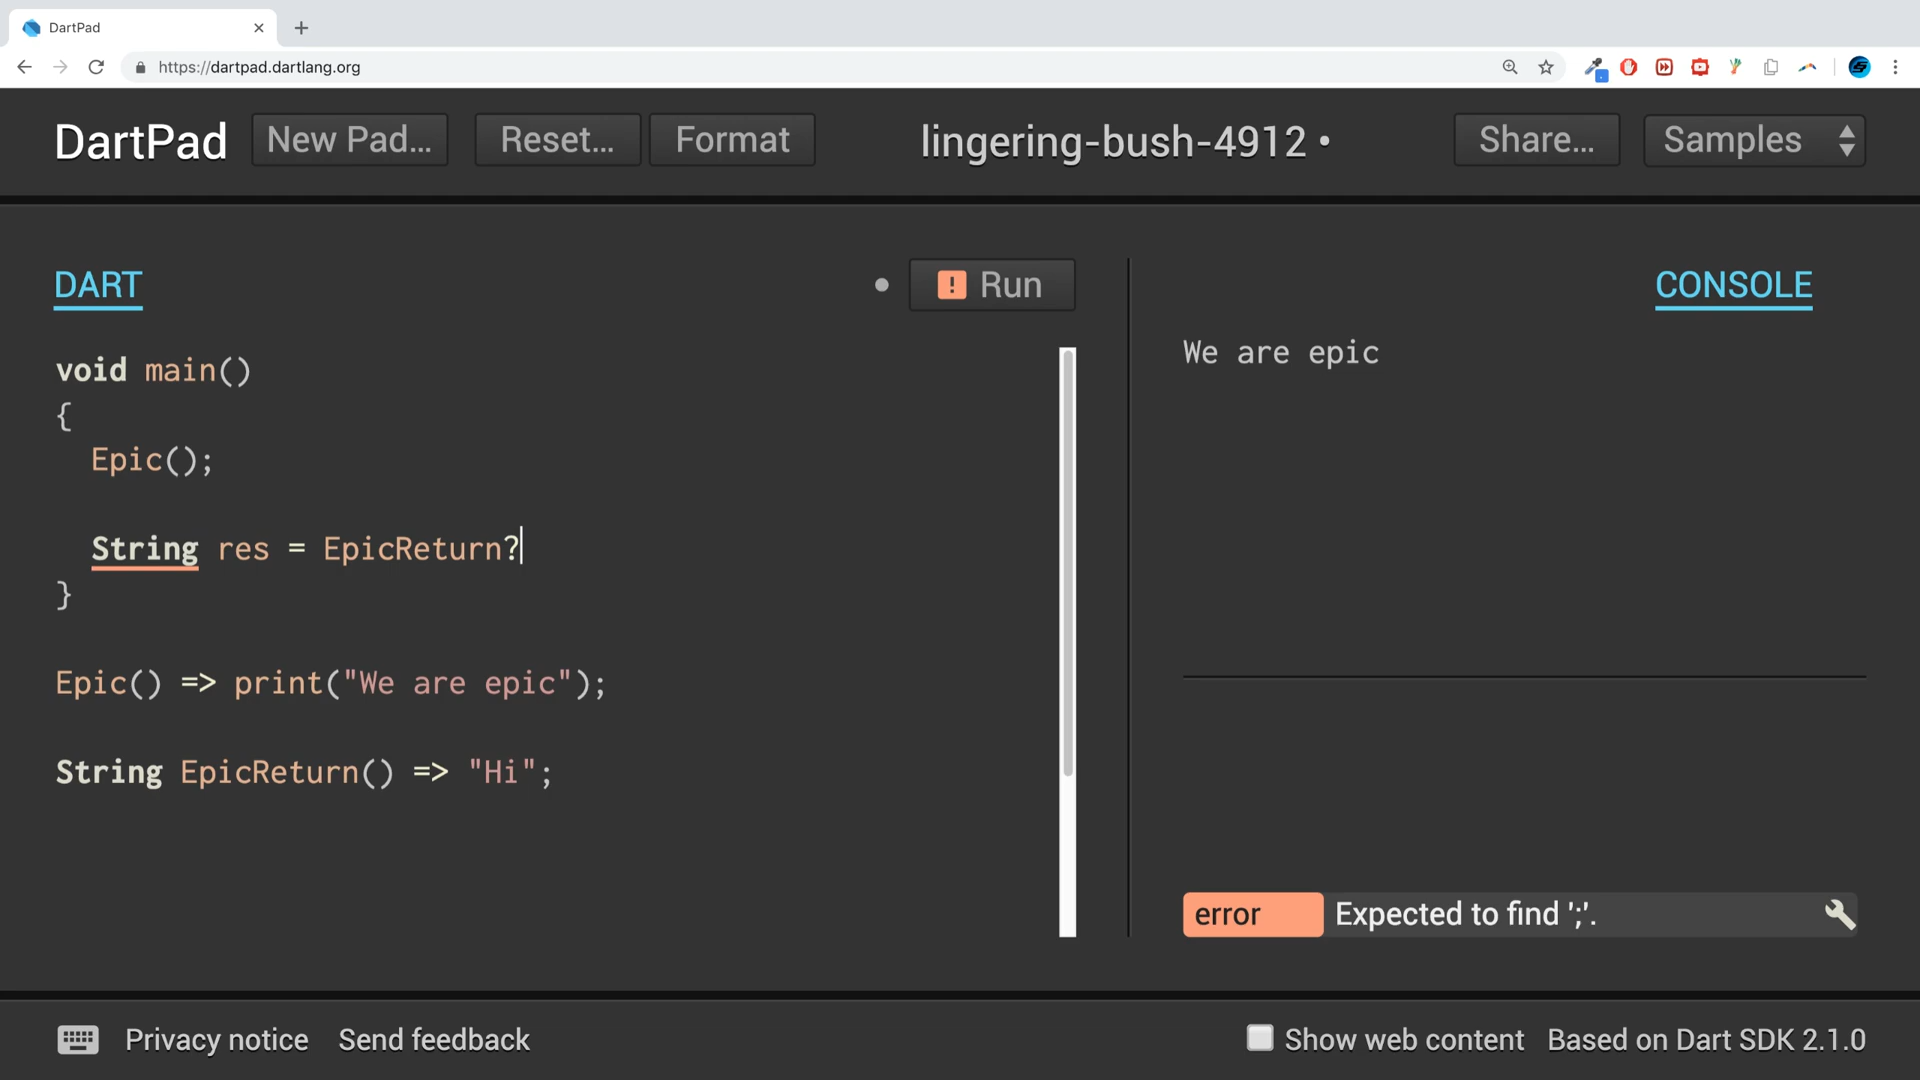 DartPad
https://dartpad.dartlang.org
DartPad New Pad... Reset... Format lingering-bush-4912 • Share... Samples
DART
! Run
CONSOLE
void main()
{
  Epic();
  String res = EpicReturn?
}
Epic() => print("We are epic");
String EpicReturn() => "Hi";
We are epic
error Expected to find ';'.
Privacy notice Send feedback Show web content Based on Dart SDK 2.1.0